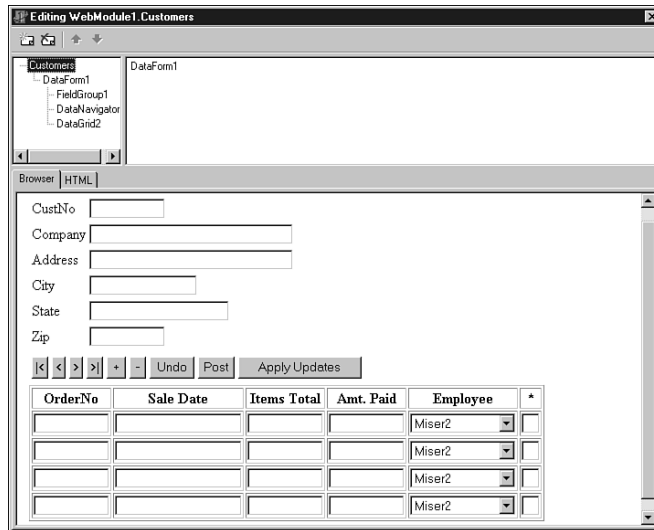 Editing WebModule1.Customers
Customers
DataForm1
FieldGroup1
DataNavigator
DataGrid2
DataForm1
Browser HTML
CustNo
Company
Address
City
State
Zip
|< < > >| + - Undo Post Apply Updates
OrderNo Sale Date Items Total Amt. Paid Employee *
Miser2
Miser2
Miser2
Miser2